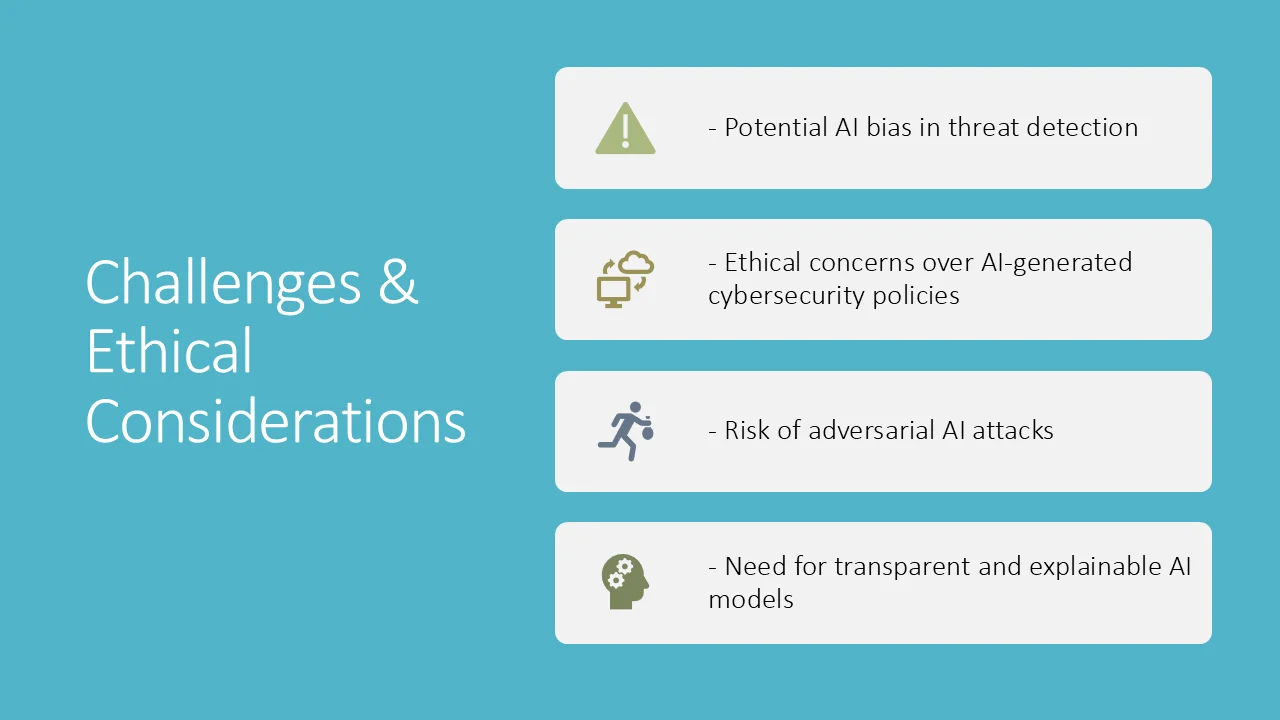 Challenges &
Ethical
Considerations
- Potential AI bias in threat detection
- Ethical concerns over AI-generated
cybersecurity policies
- Risk of adversarial AI attacks
- Need for transparent and explainable AI
models